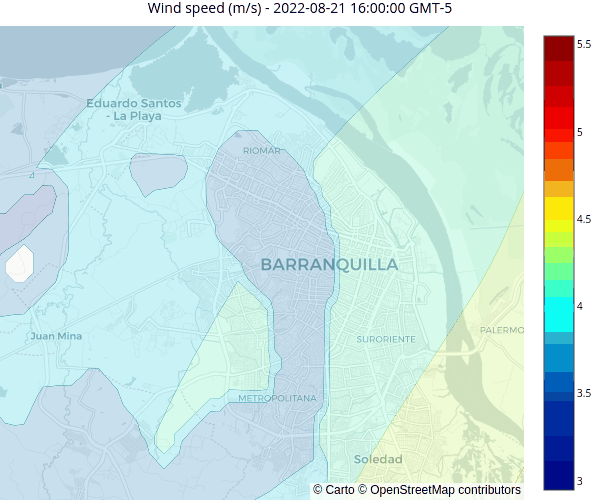 Wind speed (m/s) - 2022-08-21 16:00:00 GMT-5
5.5
Eduardo Santos
- La Playa
5
RIOMAR
4.5
BARRANQUILLA
4
Juan Mina
SURORIENTE
PALERMO
3.5
METROPOLITANA
Soledad
3
© Carto © OpenStreetMap contributors